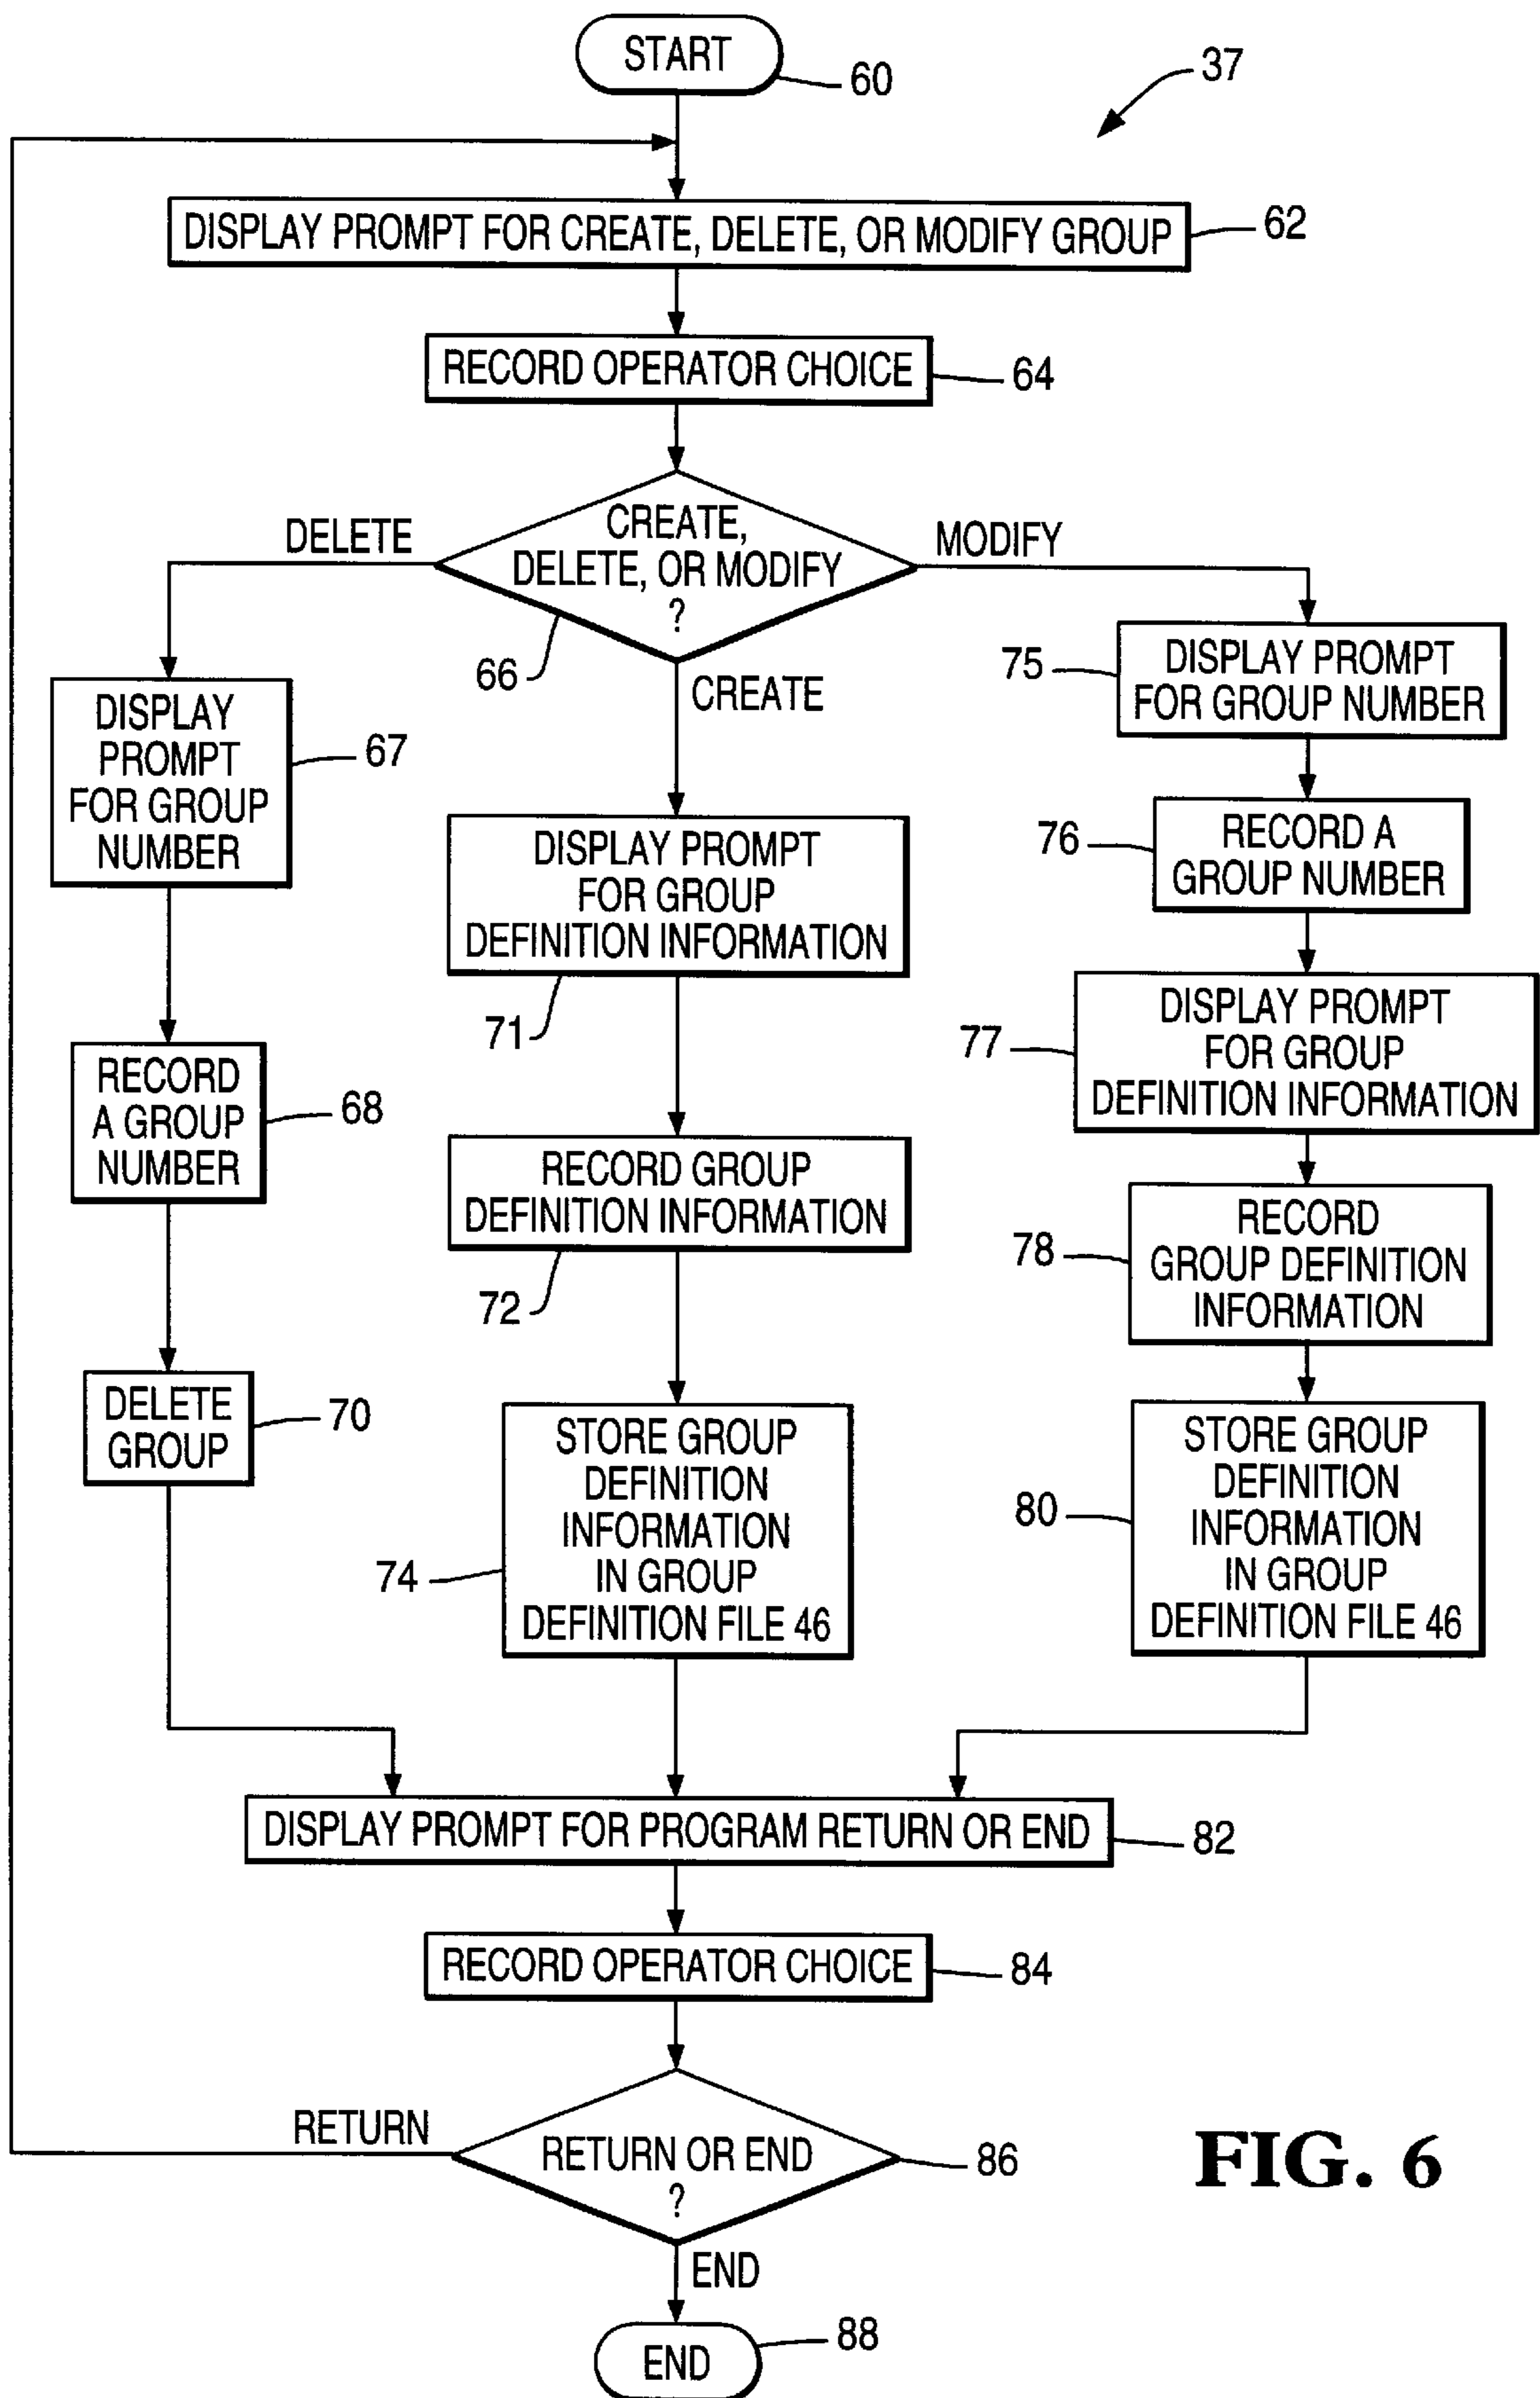 START
60
37
DISPLAY PROMPT FOR CREATE, DELETE, OR MODIFY GROUP
62
RECORD OPERATOR CHOICE
64
CREATE,
DELETE, OR MODIFY
?
66
DELETE
CREATE
MODIFY
DISPLAY
PROMPT
FOR GROUP
NUMBER
67
RECORD
A GROUP
NUMBER
68
DELETE
GROUP
70
DISPLAY PROMPT
FOR GROUP
DEFINITION INFORMATION
71
RECORD GROUP
DEFINITION INFORMATION
72
STORE GROUP
DEFINITION
INFORMATION
IN GROUP
DEFINITION FILE 46
74
75
DISPLAY PROMPT
FOR GROUP NUMBER
76
RECORD A
GROUP NUMBER
77
DISPLAY PROMPT
FOR GROUP
DEFINITION INFORMATION
78
RECORD
GROUP DEFINITION
INFORMATION
80
STORE GROUP
DEFINITION
INFORMATION
IN GROUP
DEFINITION FILE 46
DISPLAY PROMPT FOR PROGRAM RETURN OR END
82
RECORD OPERATOR CHOICE
84
RETURN
RETURN OR END
?
86
END
END
88
FIG. 6